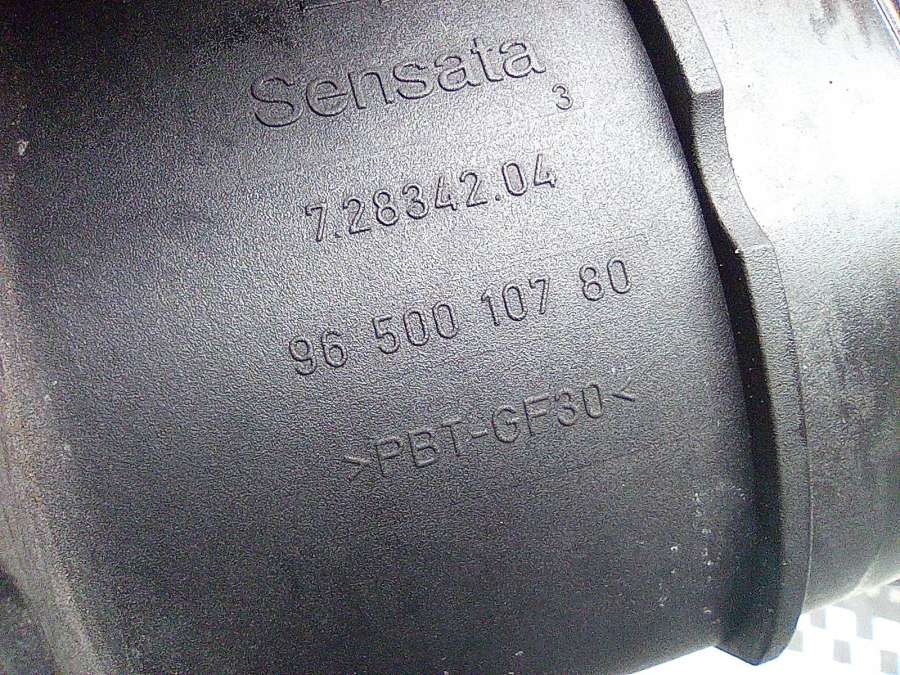 Sensata
3
7.28342.04
96 500 107 80
>PBT-GF30<